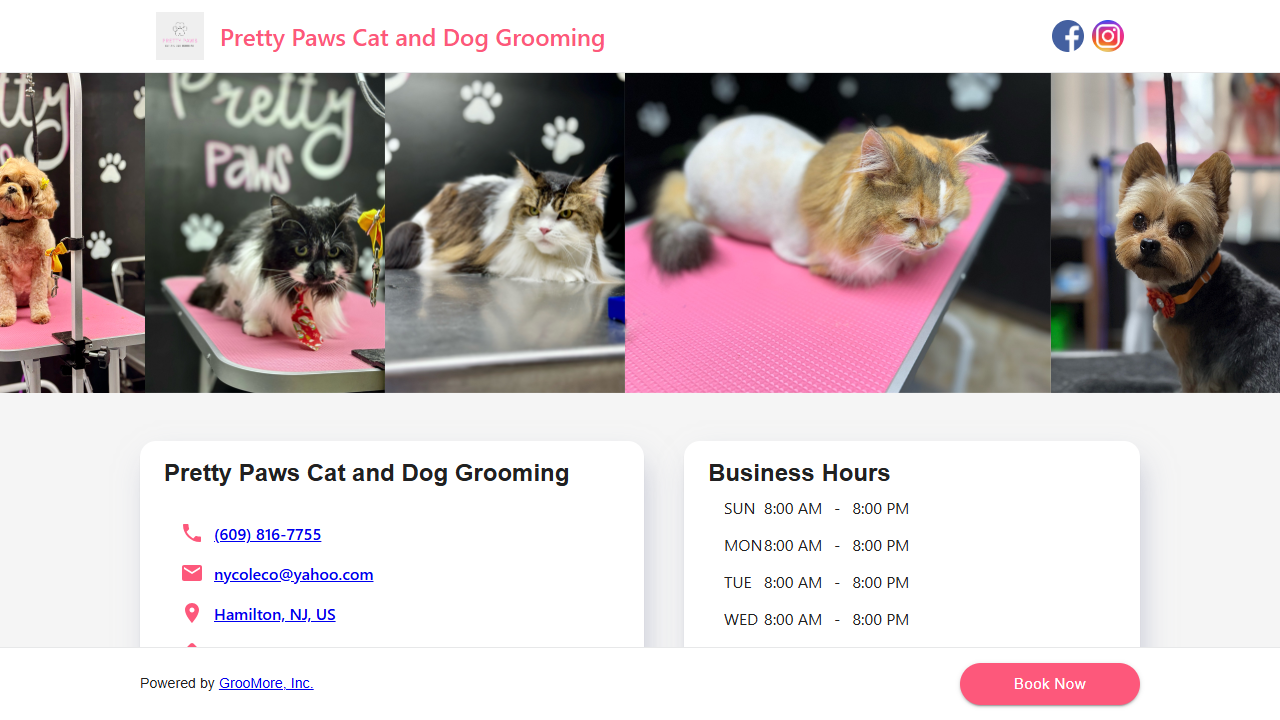 PRETTY PAWS
Pretty Paws Cat and Dog Grooming
Pretty
Paws
Pretty Paws Cat and Dog Grooming
(609) 816-7755
nycoleco@yahoo.com
Hamilton, NJ, US
Business Hours
SUN 8:00 AM - 8:00 PM
MON 8:00 AM - 8:00 PM
TUE 8:00 AM - 8:00 PM
WED 8:00 AM - 8:00 PM
Powered by GrooMore, Inc.
Book Now